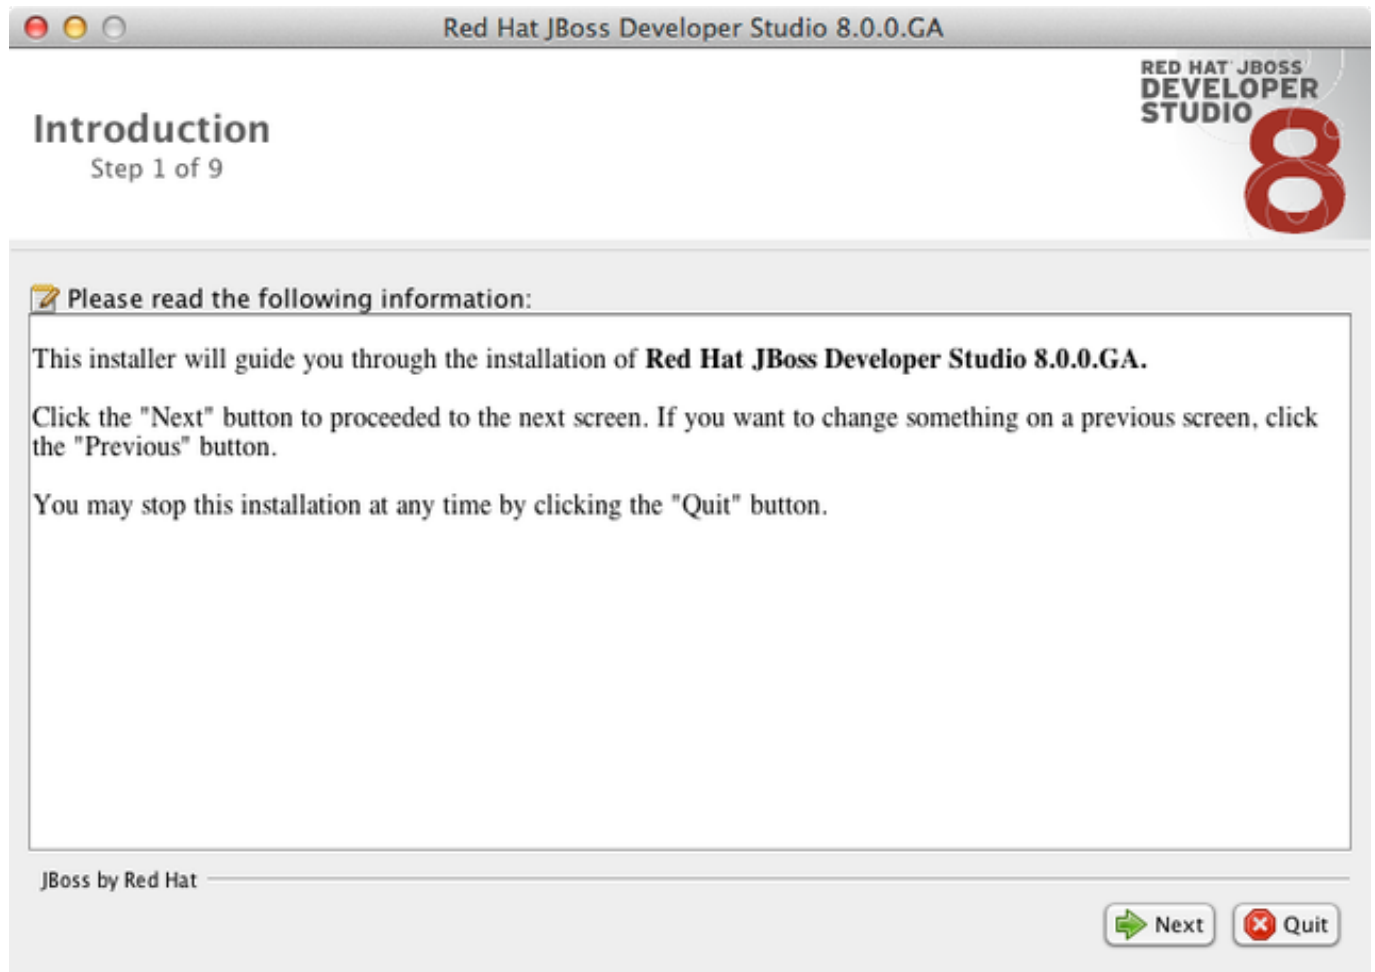 Red Hat JBoss Developer Studio 8.0.0.GA
RED HAT JBOSS
DEVELOPER
STUDIO
8
Introduction
Step 1 of 9
Please read the following information:
This installer will guide you through the installation of Red Hat JBoss Developer Studio 8.0.0.GA.
Click the "Next" button to proceeded to the next screen. If you want to change something on a previous screen, click
the "Previous" button.
You may stop this installation at any time by clicking the "Quit" button.
JBoss by Red Hat
Next
Quit